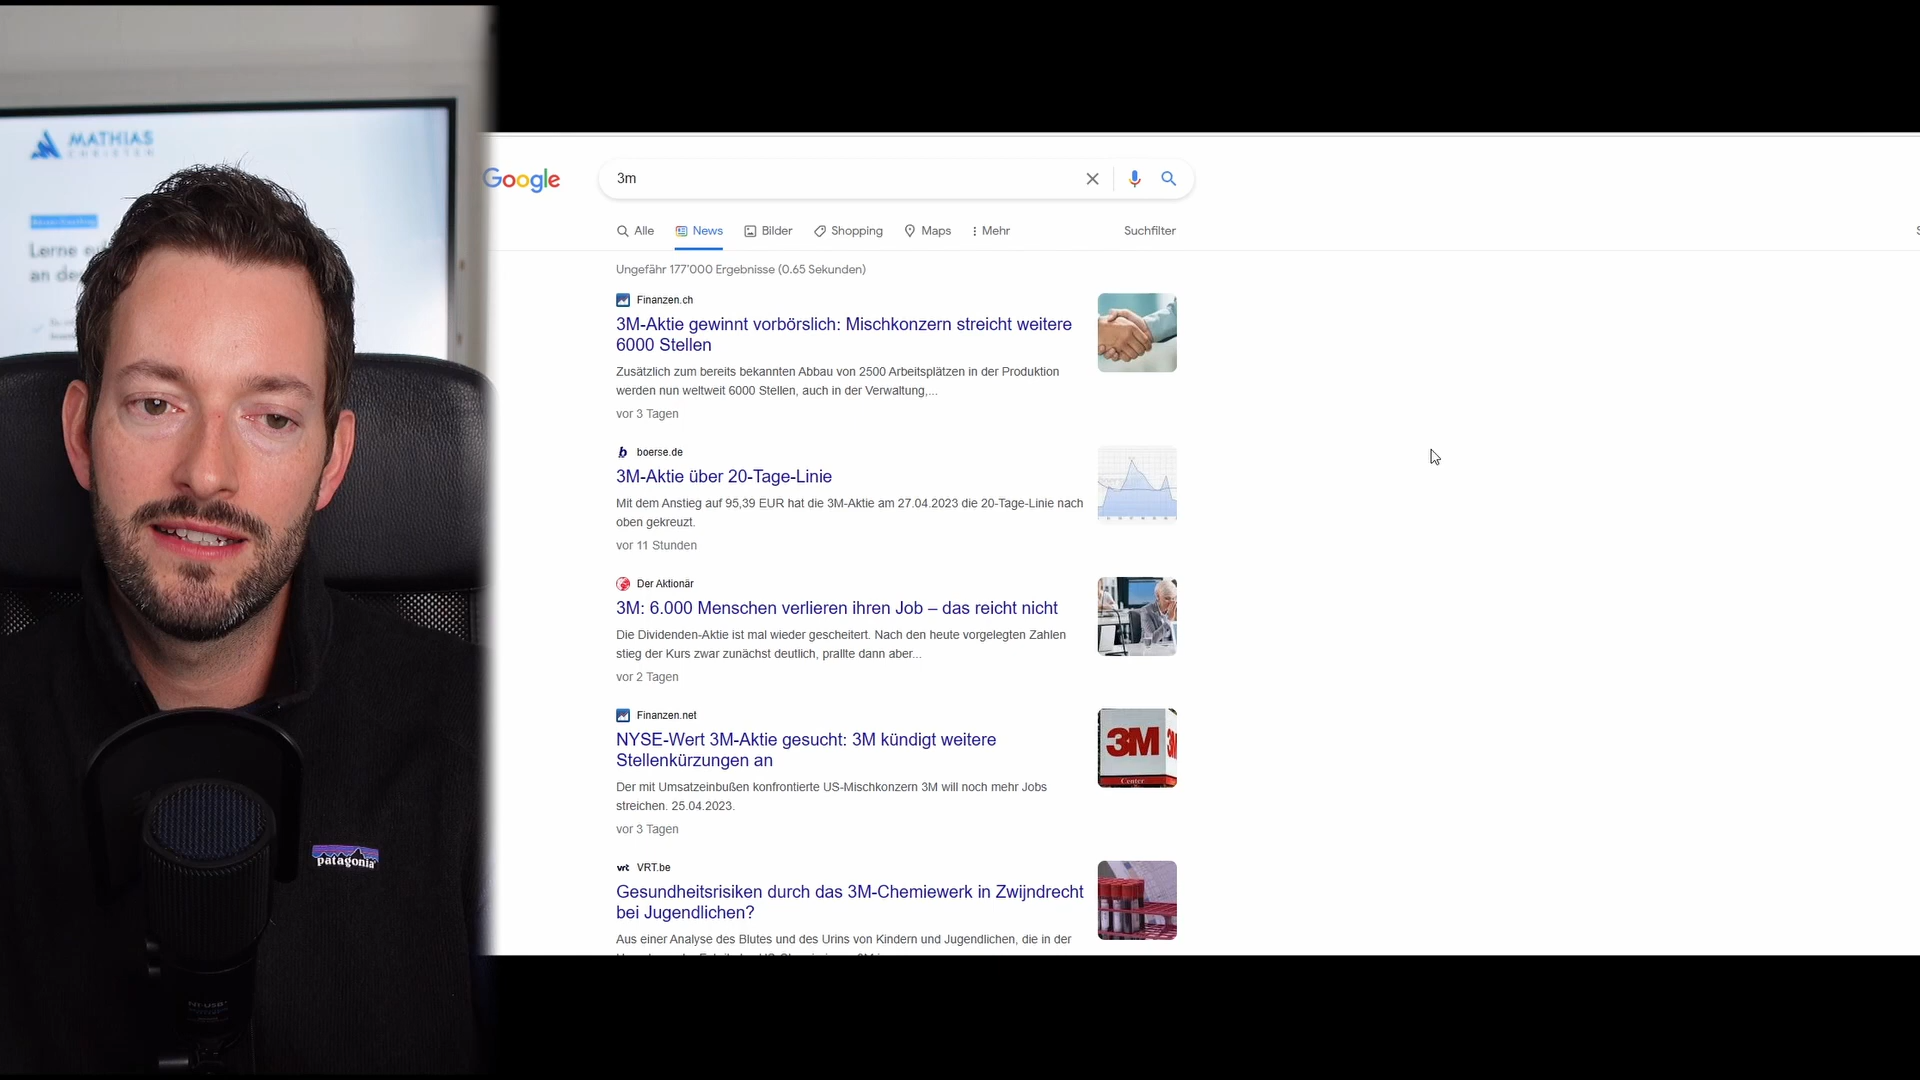 MATHIAS
CHRISTEN
Lerne
an de
patagonia
Google
3m
Alle
News
Bilder
Shopping
Maps
Mehr
Suchfilter
Ungefähr 177'000 Ergebnisse (0.65 Sekunden)
Finanzen.ch
3M-Aktie gewinnt vorbörslich: Mischkonzern streicht weitere
6000 Stellen
Zusätzlich zum bereits bekannten Abbau von 2500 Arbeitsplätzen in der Produktion
werden nun weltweit 6000 Stellen, auch in der Verwaltung,...
vor 3 Tagen
boerse.de
3M-Aktie über 20-Tage-Linie
Mit dem Anstieg auf 95,39 EUR hat die 3M-Aktie am 27.04.2023 die 20-Tage-Linie nach
oben gekreuzt.
vor 11 Stunden
Der Aktionär
3M: 6.000 Menschen verlieren ihren Job – das reicht nicht
Die Dividenden-Aktie ist mal wieder gescheitert. Nach den heute vorgelegten Zahlen
stieg der Kurs zwar zunächst deutlich, prallte dann aber...
vor 2 Tagen
Finanzen.net
NYSE-Wert 3M-Aktie gesucht: 3M kündigt weitere
Stellenkürzungen an
Der mit Umsatzeinbußen konfrontierte US-Mischkonzern 3M will noch mehr Jobs
streichen. 25.04.2023.
vor 3 Tagen
3M
Center
vrt VRT.be
Gesundheitsrisiken durch das 3M-Chemiewerk in Zwijndrecht
bei Jugendlichen?
Aus einer Analyse des Blutes und des Urins von Kindern und Jugendlichen, die in der